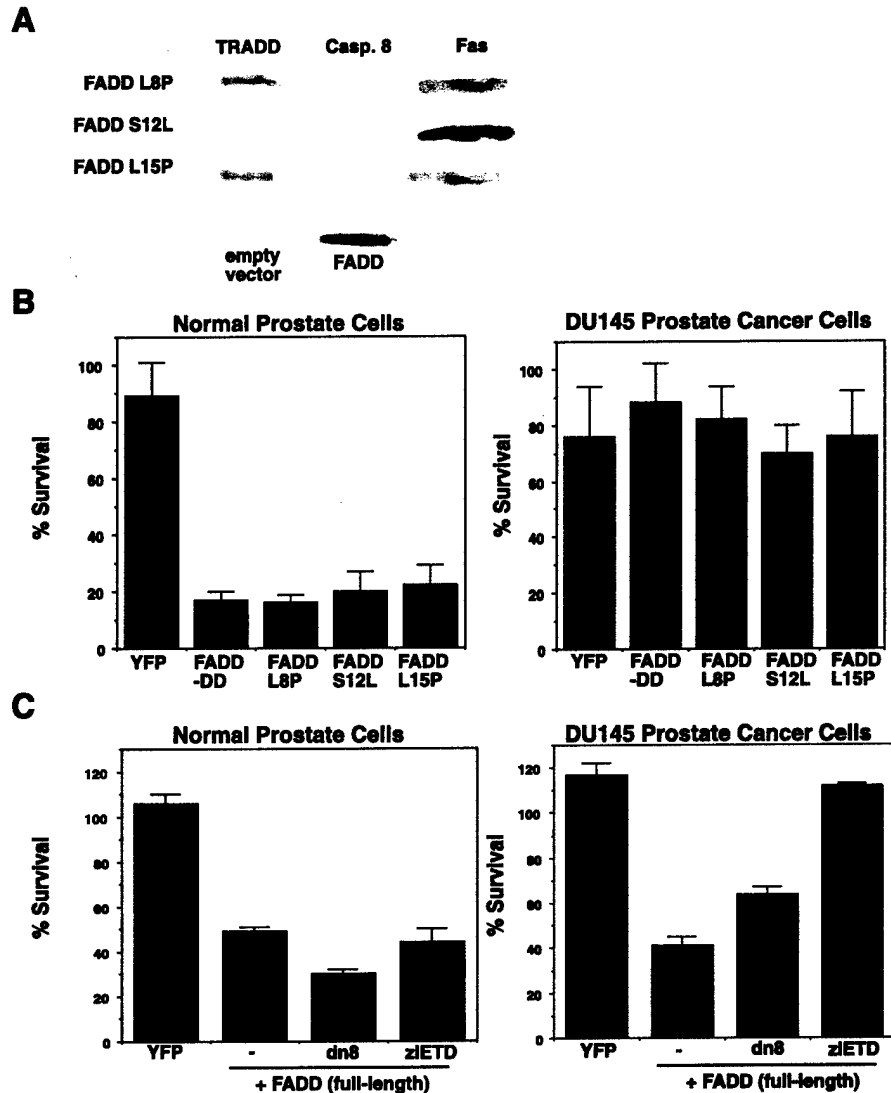 A
TRADD Casp. 8 Fas
FADD L8P
FADD S12L
FADD L15P
empty vector
FADD
B
Normal Prostate Cells
% Survival
100
80
60
40
20
0
YFP FADD-DD FADD L8P FADD S12L FADD L15P
DU145 Prostate Cancer Cells
% Survival
100
80
60
40
20
0
YFP FADD-DD FADD L8P FADD S12L FADD L15P
C
Normal Prostate Cells
% Survival
120
100
80
60
40
20
0
YFP - dn8 zIETD
+ FADD (full-length)
DU145 Prostate Cancer Cells
% Survival
120
100
80
60
40
20
0
YFP - dn8 zIETD
+ FADD (full-length)